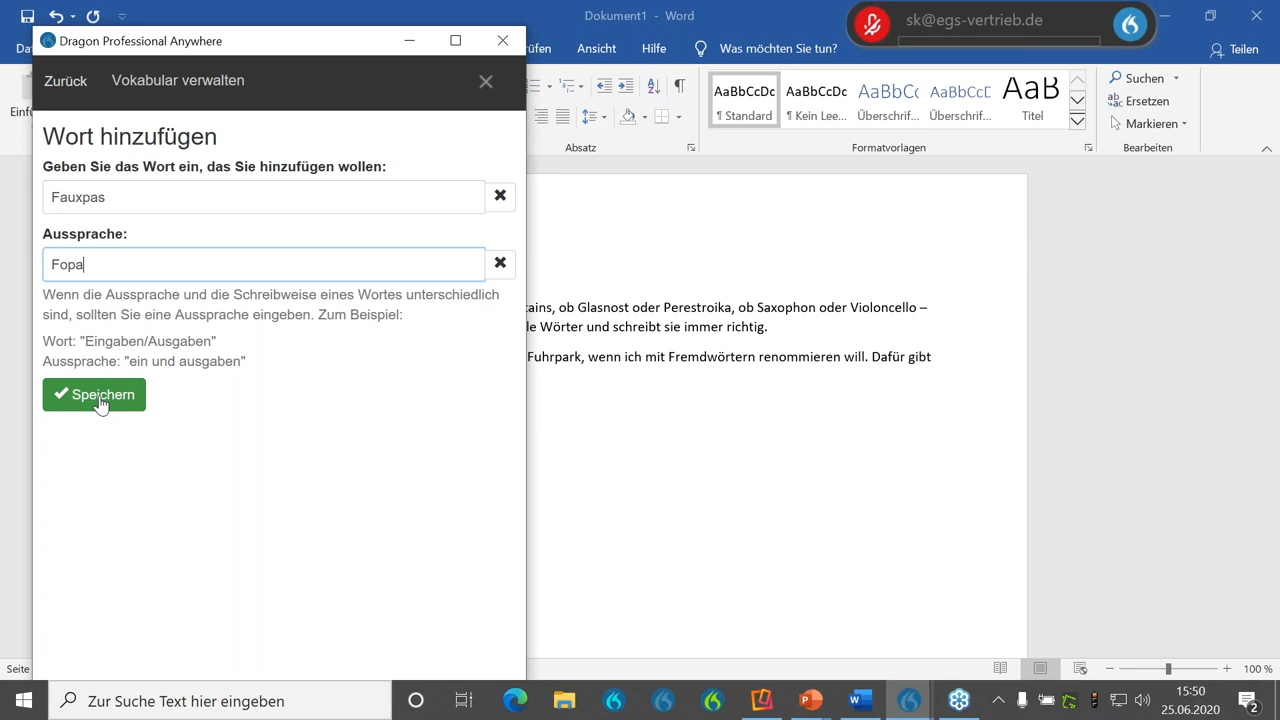 Dokument1 - Word
sk@egs-vertrieb.de
Dragon Professional Anywhere
Ansicht
Hilfe
Was möchten Sie tun?
Teilen
Zurück
Vokabular verwalten
AaBbCcDc
AaBbCcDc
AaBbCc
AaBbCcD
AaB
Suchen
Ersetzen
Markieren
¶ Standard
¶ Kein Lee...
Überschrif...
Überschrif...
Titel
Absatz
Formatvorlagen
Bearbeiten
Wort hinzufügen
Geben Sie das Wort ein, das Sie hinzufügen wollen:
Fauxpas
Aussprache:
Fopa
Wenn die Aussprache und die Schreibweise eines Wortes unterschiedlich
sind, sollten Sie eine Aussprache eingeben. Zum Beispiel:
Wort: "Eingaben/Ausgaben"
Aussprache: "ein und ausgaben"
Speichern
ob Glasnost oder Perestroika, ob Saxophon oder Violoncello –
Wörter und schreibt sie immer richtig.
Fuhrpark, wenn ich mit Fremdwörtern renommieren will. Dafür gibt
Seite
100 %
Zur Suche Text hier eingeben
15:50
25.06.2020
2